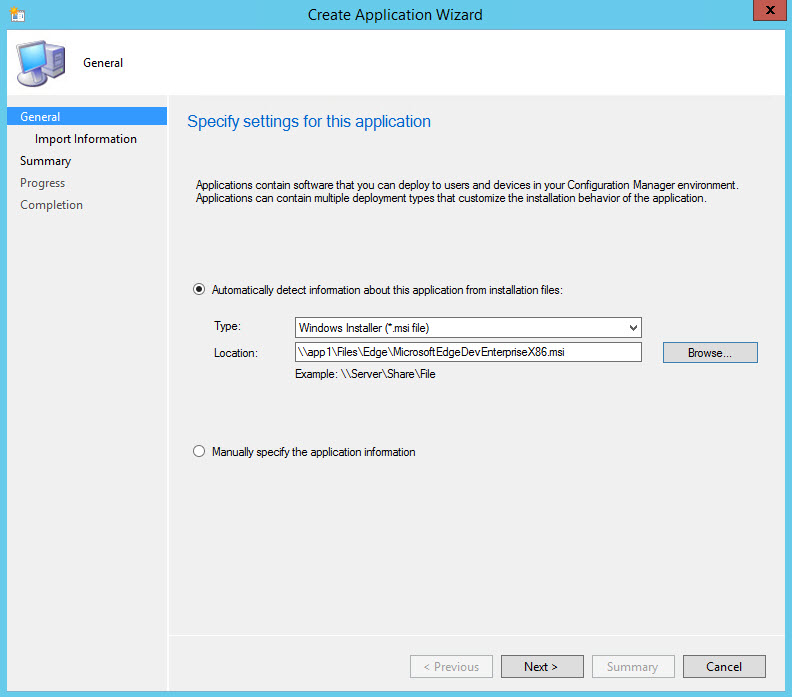 Create Application Wizard
x
General
General
Import Information
Summary
Progress
Completion
Specify settings for this application
Applications contain software that you can deploy to users and devices in your Configuration Manager environment.
Applications can contain multiple deployment types that customize the installation behavior of the application.
Automatically detect information about this application from installation files:
Type:
Windows Installer (*.msi file)
Location:
\\app1\Files\Edge\MicrosoftEdgeDevEnterpriseX86.msi
Browse...
Example: \\Server\Share\File
Manually specify the application information
< Previous
Next >
Summary
Cancel